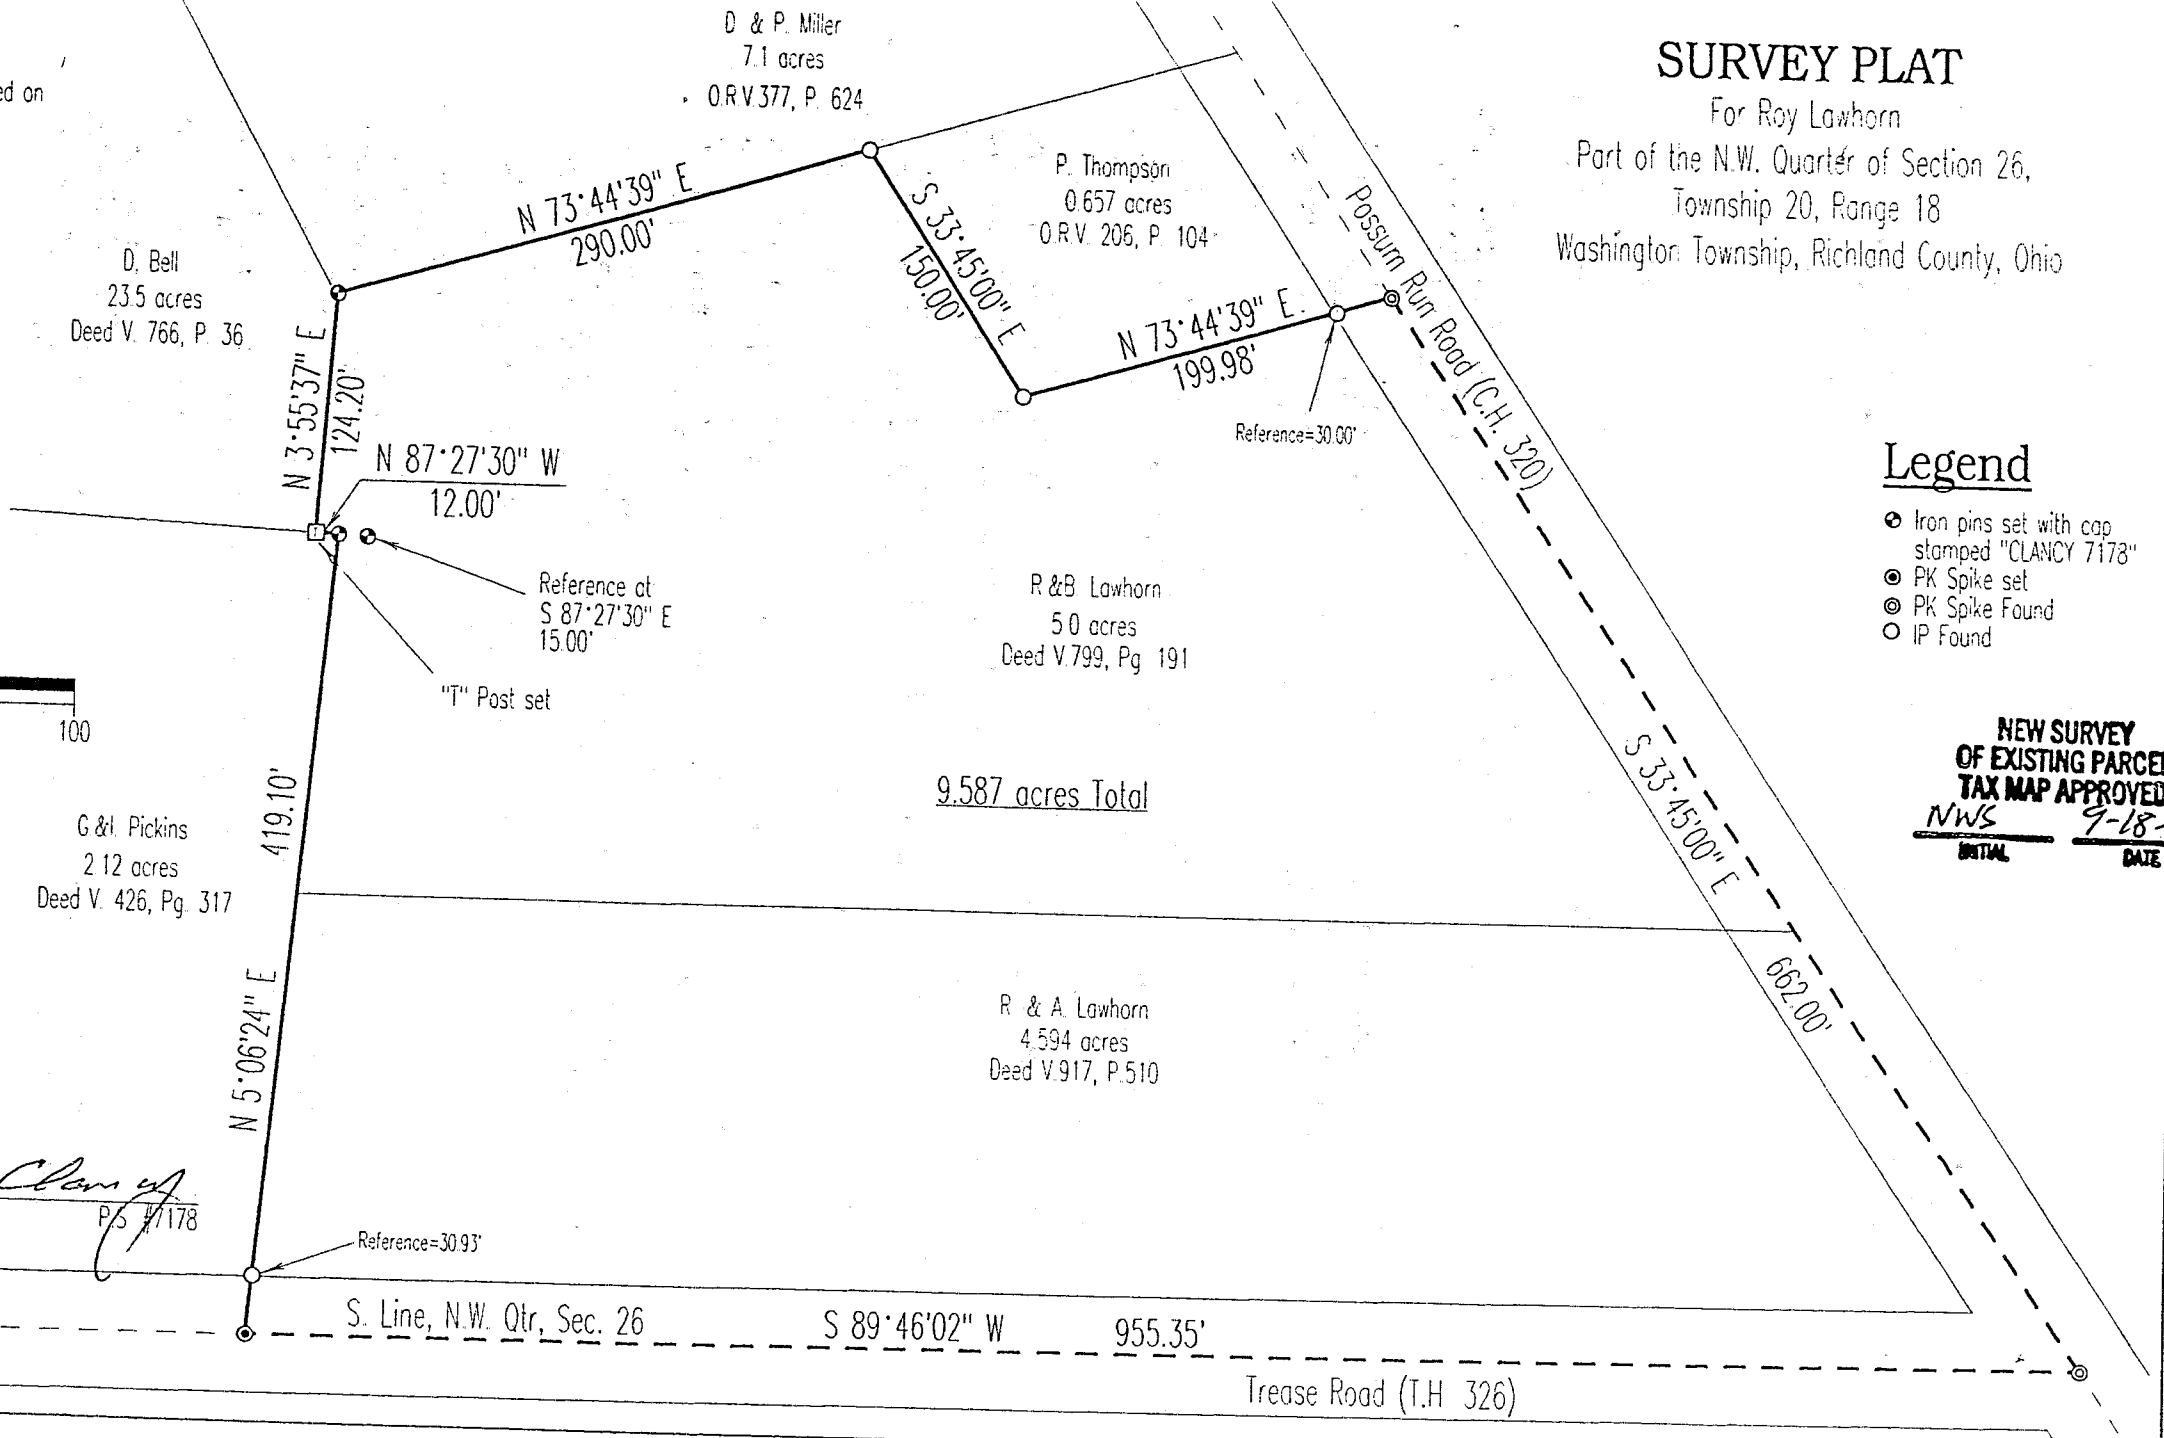 SURVEY PLAT
For Roy Lawhorn
Part of the N.W. Quarter of Section 26,
Township 20, Range 18
Washington Township, Richland County, Ohio
ed on
D & P. Miller
7.1 acres
O.R.V.377, P. 624
P. Thompson
0.657 acres
O.R.V. 206, P. 104
D. Bell
23.5 acres
Deed V. 766, P. 36
N 73°44'39" E
290.00'
S 33°45'00" E
150.00'
N 73°44'39" E.
199.98'
Reference=30.00'
Possum Run Road (C.H. 320)
N 3°55'37" E
124.20'
N 87°27'30" W
12.00'
Reference at
S 87°27'30" E
15.00'
"T" Post set
T
R &B Lawhorn
5.0 acres
Deed V.799, Pg. 191
9.587 acres Total
Legend
Iron pins set with cap
stamped "CLANCY 7178"
PK Spike set
PK Spike Found
IP Found
NEW SURVEY
OF EXISTING PARCEL
TAX MAP APPROVED
NWS 9-18-
INITIAL DATE
100
G &I. Pickins
2.12 acres
Deed V. 426, Pg. 317
419.10'
N 5°06'24" E
S 33°45'00" E
662.00'
R & A. Lawhorn
4.594 acres
Deed V.917, P.510
Clancy
P.S #7178
Reference=30.93'
S. Line, N.W. Qtr, Sec. 26 S 89°46'02" W 955.35'
Trease Road (T.H 326)